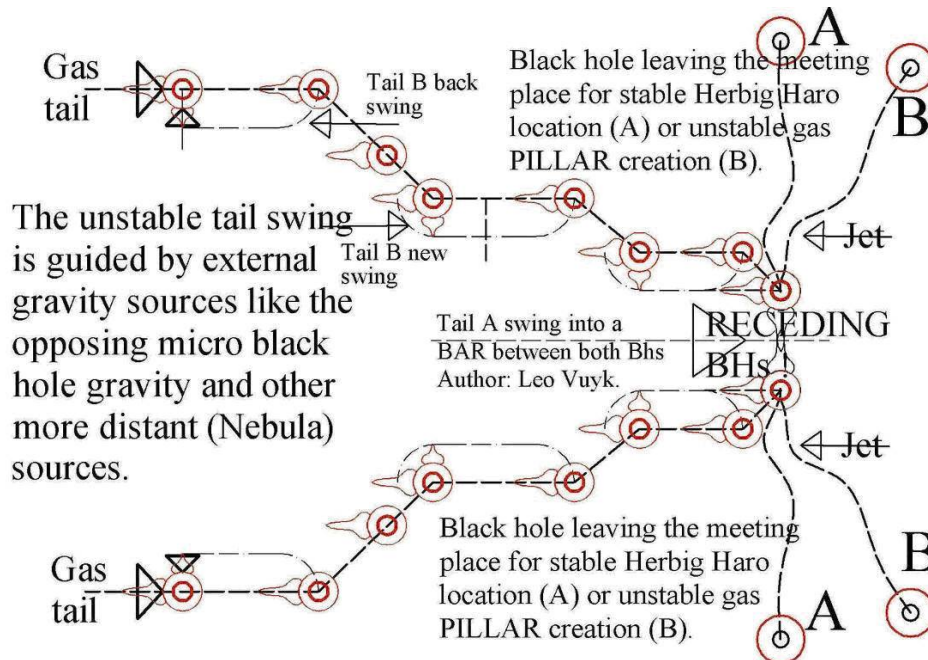 A
B
Gas
tail
Tail B back
swing
Black hole leaving the meeting
place for stable Herbig Haro
location (A) or unstable gas
PILLAR creation (B).
The unstable tail swing
is guided by external
gravity sources like the
opposing micro black
hole gravity and other
more distant (Nebula)
sources.
Tail B new
swing
Jet
Tail A swing into a
BAR between both Bhs
Author: Leo Vuyk.
RECEDING
BHs
Jet
Black hole leaving the meeting
place for stable Herbig Haro
location (A) or unstable gas
PILLAR creation (B).
Gas
tail
B
A